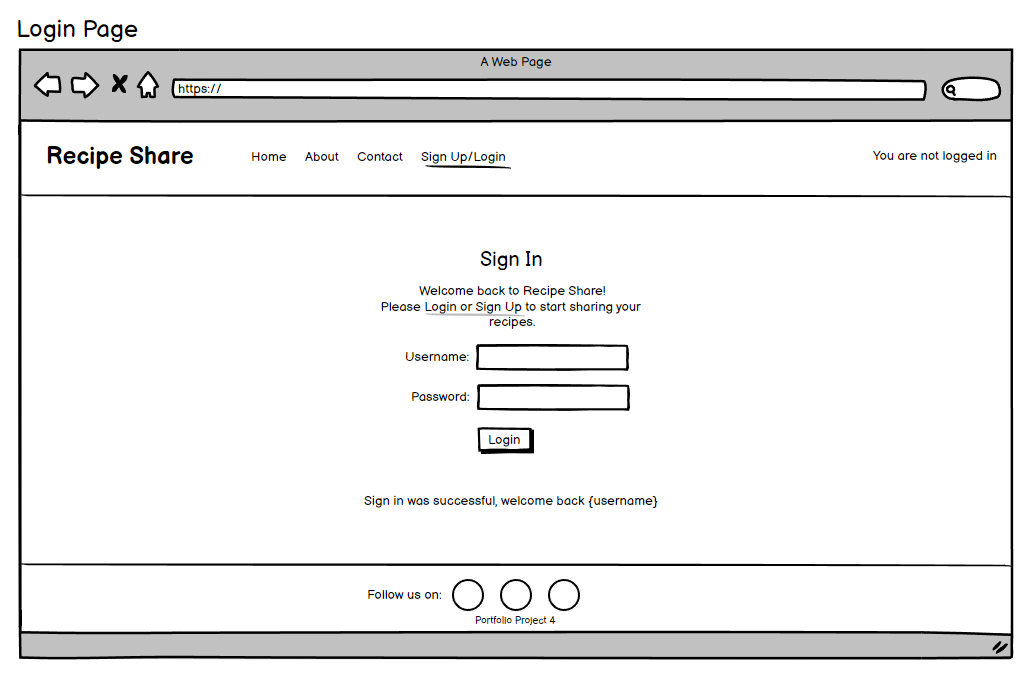 Login Page
A Web Page
https://
Recipe Share Home About Contact Sign Up/Login You are not logged in
Sign In
Welcome back to Recipe Share!
Please Login or Sign Up to start sharing your
recipes.
Username:
Password:
Login
Sign in was successful, welcome back {username}
Follow us on:
Portfolio Project 4